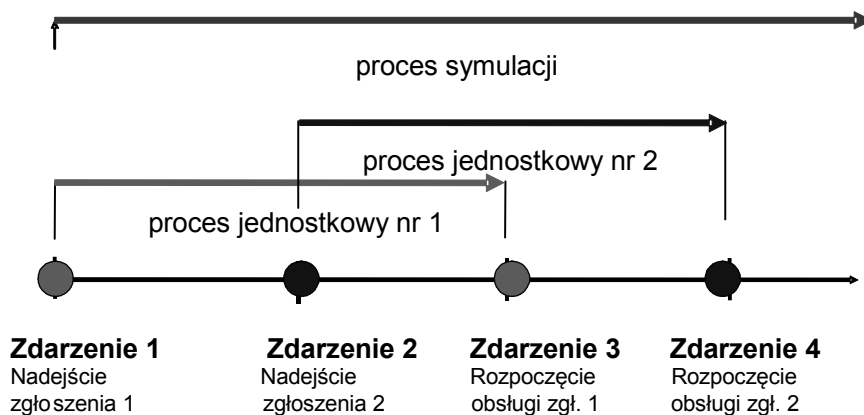 proces symulacji
proces jednostkowy nr 2
proces jednostkowy nr 1
Zdarzenie 1
Nadejście
zgłoszenia 1
Zdarzenie 2
Nadejście
zgłoszenia 2
Zdarzenie 3
Rozpoczęcie
obsługi zgł. 1
Zdarzenie 4
Rozpoczęcie
obsługi zgł. 2